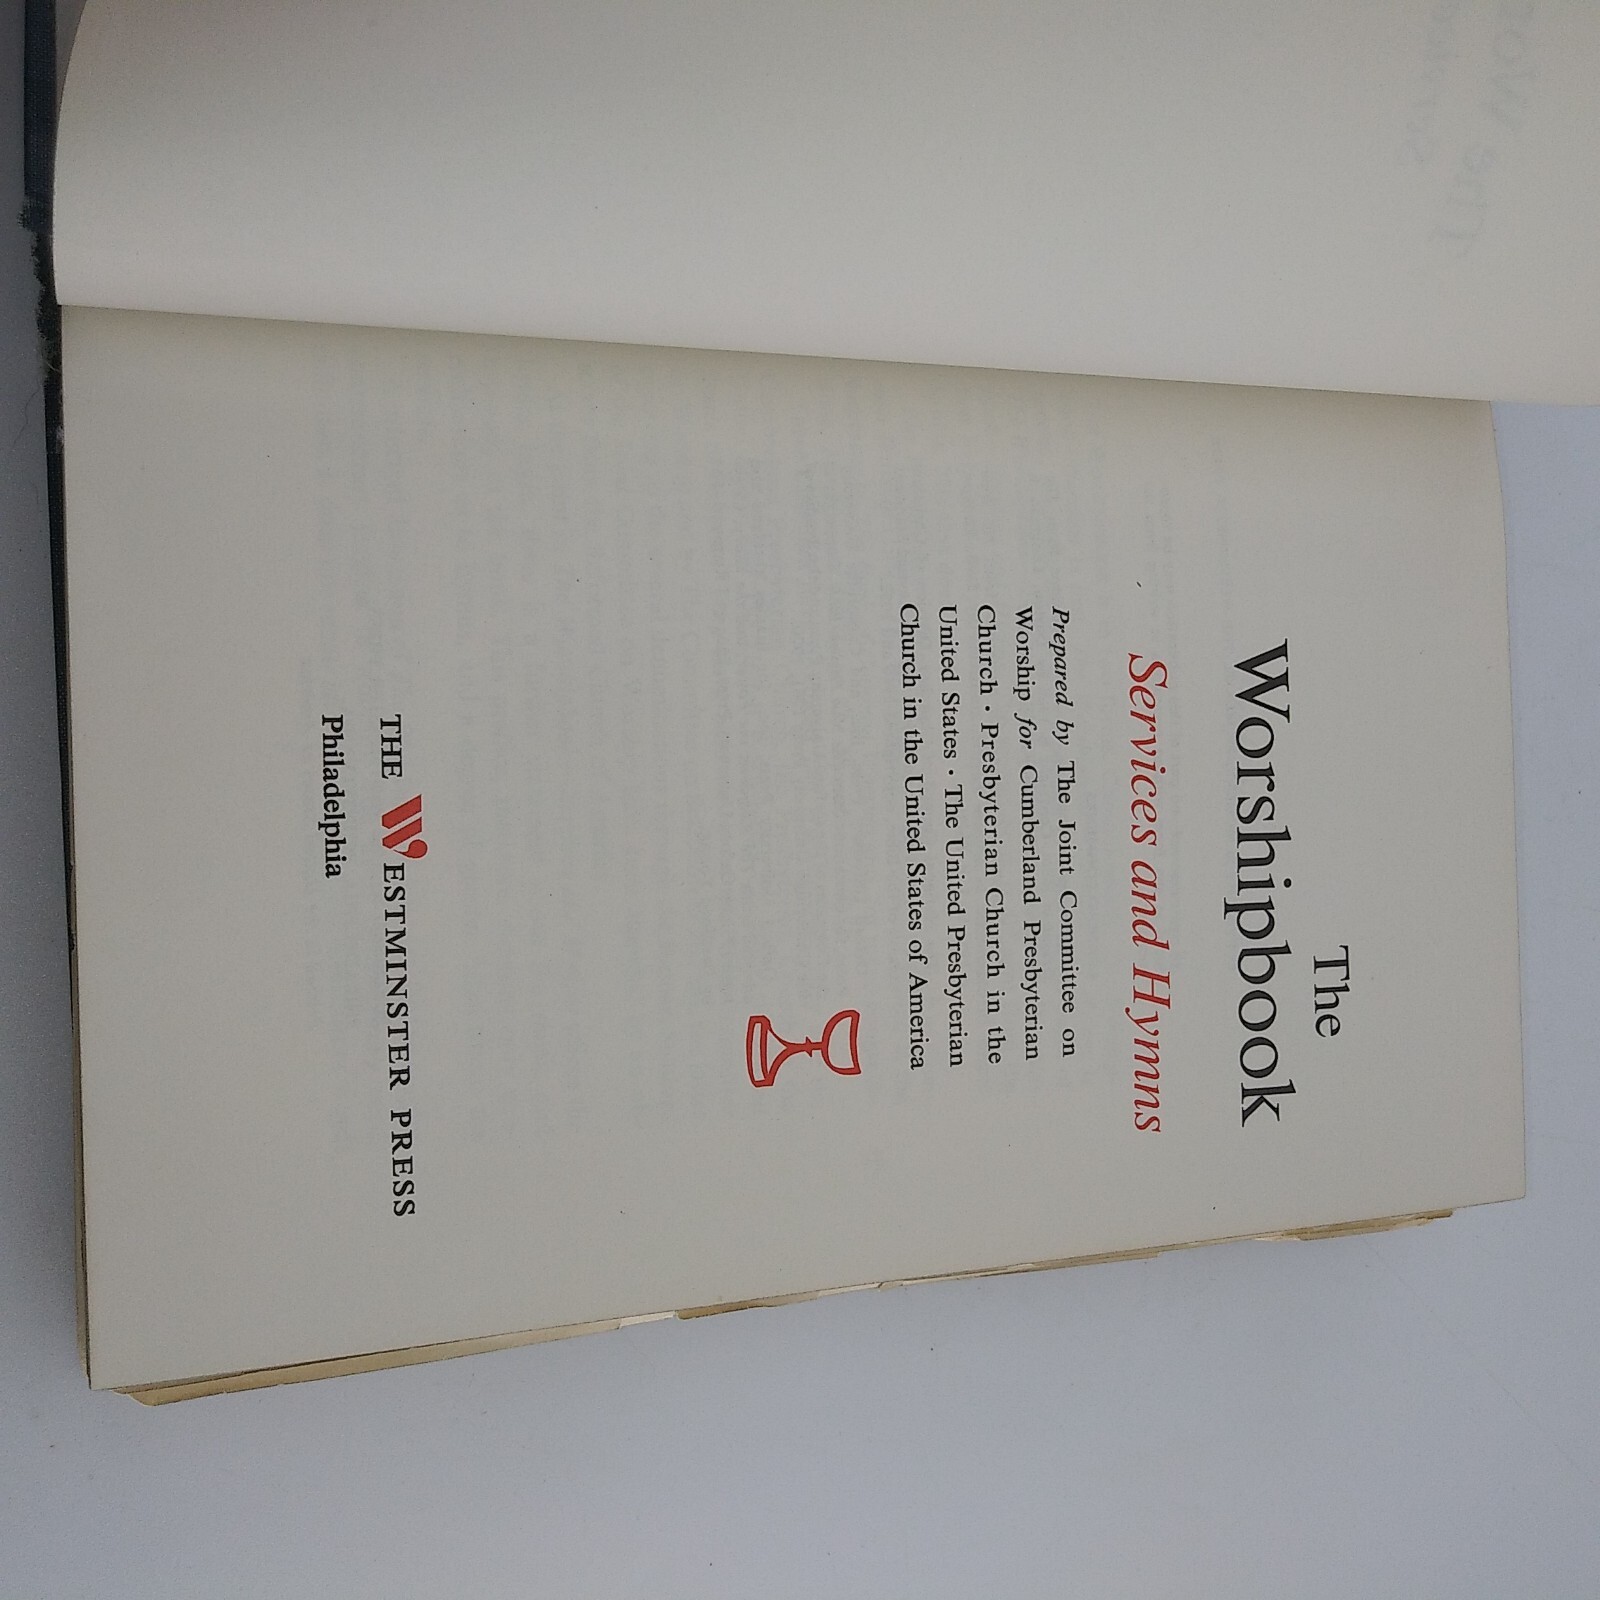 The
Worshipbook
Services and Hymns
Prepared by The Joint Committee on
Worship for Cumberland Presbyterian
Church · Presbyterian Church in the
United States · The United Presbyterian
Church in the United States of America
THE WESTMINSTER PRESS
Philadelphia